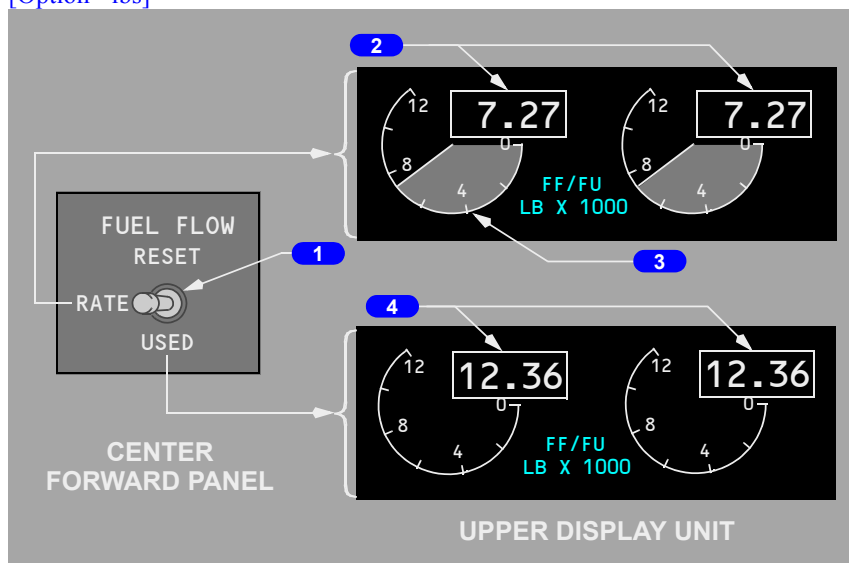 [Option - lbs]
2
12
7.27
0
8
4
FF/FU
LB X 1000
12
7.27
0
8
4
3
FUEL FLOW
RESET
1
RATE
USED
4
12
12.36
0
8
4
FF/FU
LB X 1000
12
12.36
0
8
4
CENTER
FORWARD PANEL
UPPER DISPLAY UNIT